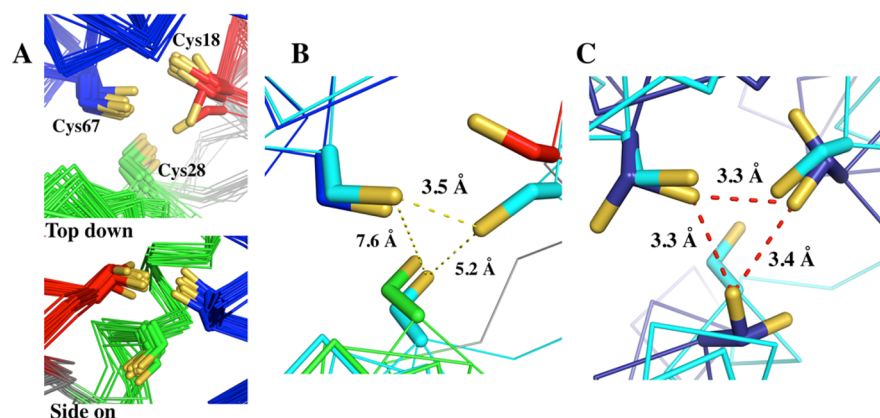 A
Cys18
Cys67
Cys28
Top down
Side on
B
3.5 Å
7.6 Å
5.2 Å
C
3.3 Å
3.3 Å
3.4 Å